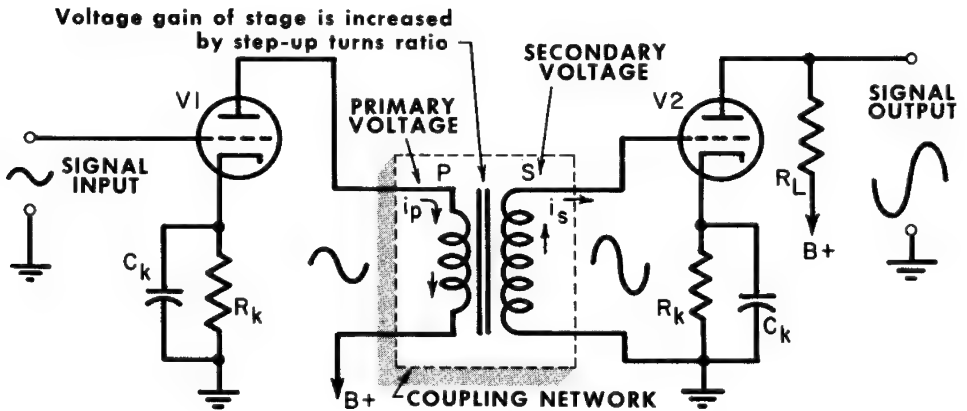 Voltage gain of stage is increased
by step-up turns ratio
SECONDARY
VOLTAGE
V1
PRIMARY
VOLTAGE
V2
SIGNAL
OUTPUT
SIGNAL
INPUT
P
S
RL
ip
is
B+
Ck
Rk
Rk
Ck
B+
COUPLING NETWORK